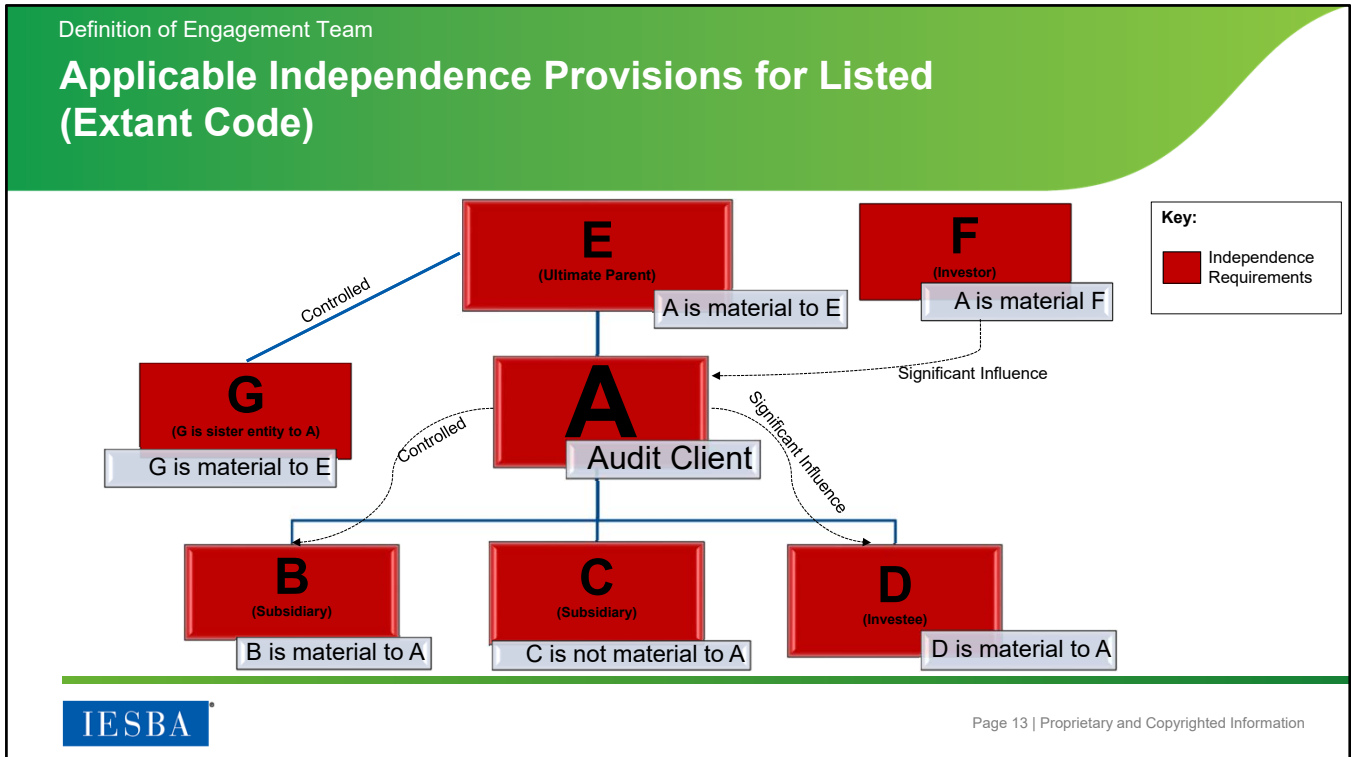 Definition of Engagement Team
Applicable Independence Provisions for Listed
(Extant Code)
E
(Ultimate Parent)
A is material to E
F
(Investor)
A is material F
Key:
Independence
Requirements
Controlled
Significant Influence
G
(G is sister entity to A)
G is material to E
A
Audit Client
Controlled
Significant Influence
B
(Subsidiary)
B is material to A
C
(Subsidiary)
C is not material to A
D
(Investee)
D is material to A
IESBA
Page 13 | Proprietary and Copyrighted Information